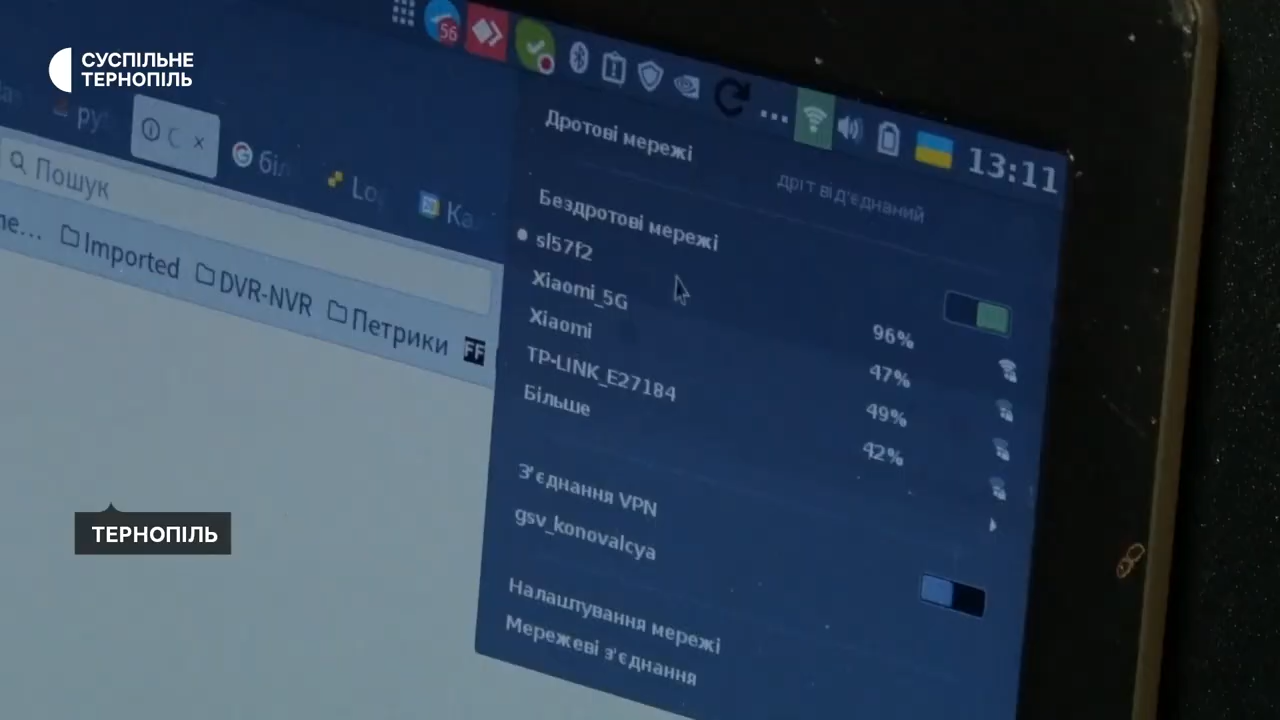 СУСПІЛЬНЕ
ТЕРНОПІЛЬ
56
13:11
Пошук
Imported
DVR-NVR
Петрики
FF
Дротові мережі
дріт від'єднаний
Бездротові мережі
sl57f2
96%
Xiaomi_5G
47%
Xiaomi
49%
TP-LINK_E27184
42%
Більше
З'єднання VPN
gsv_konovalcya
Налаштування мережі
Мережеві з'єднання
ТЕРНОПІЛЬ